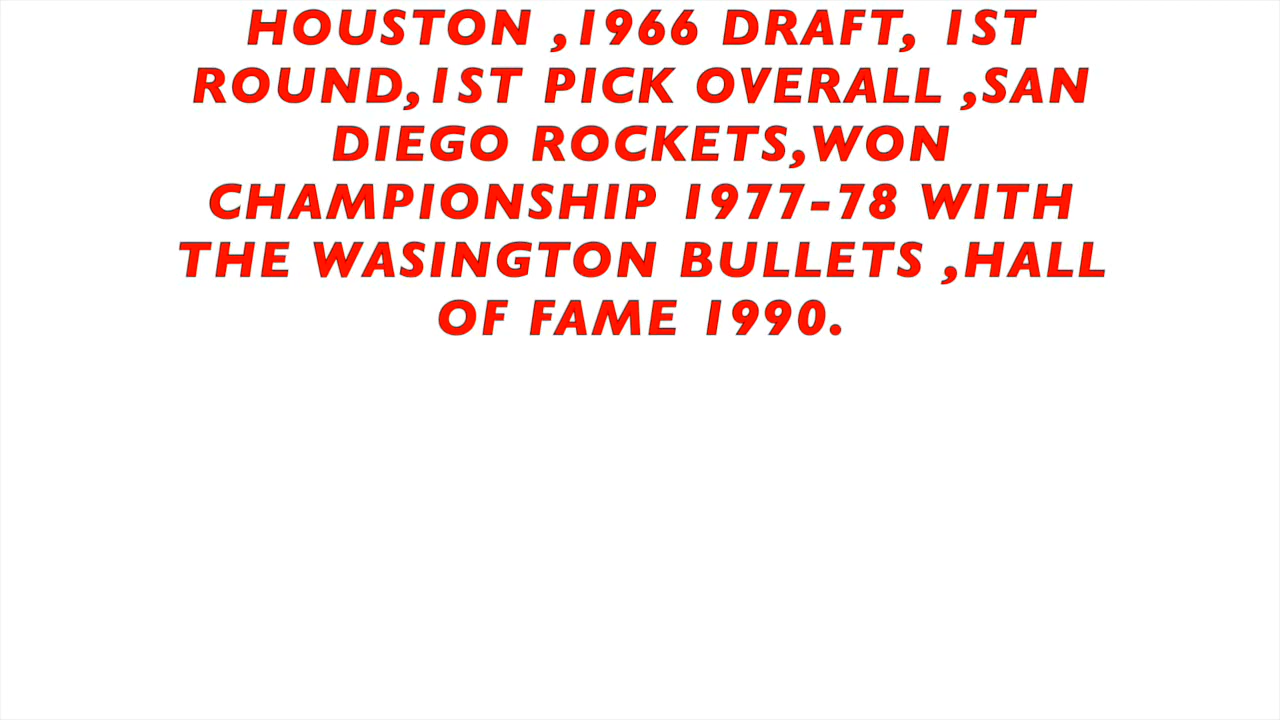 HOUSTON ,1966 DRAFT, 1ST
ROUND,1ST PICK OVERALL ,SAN
DIEGO ROCKETS,WON
CHAMPIONSHIP 1977-78 WITH
THE WASINGTON BULLETS ,HALL
OF FAME 1990.